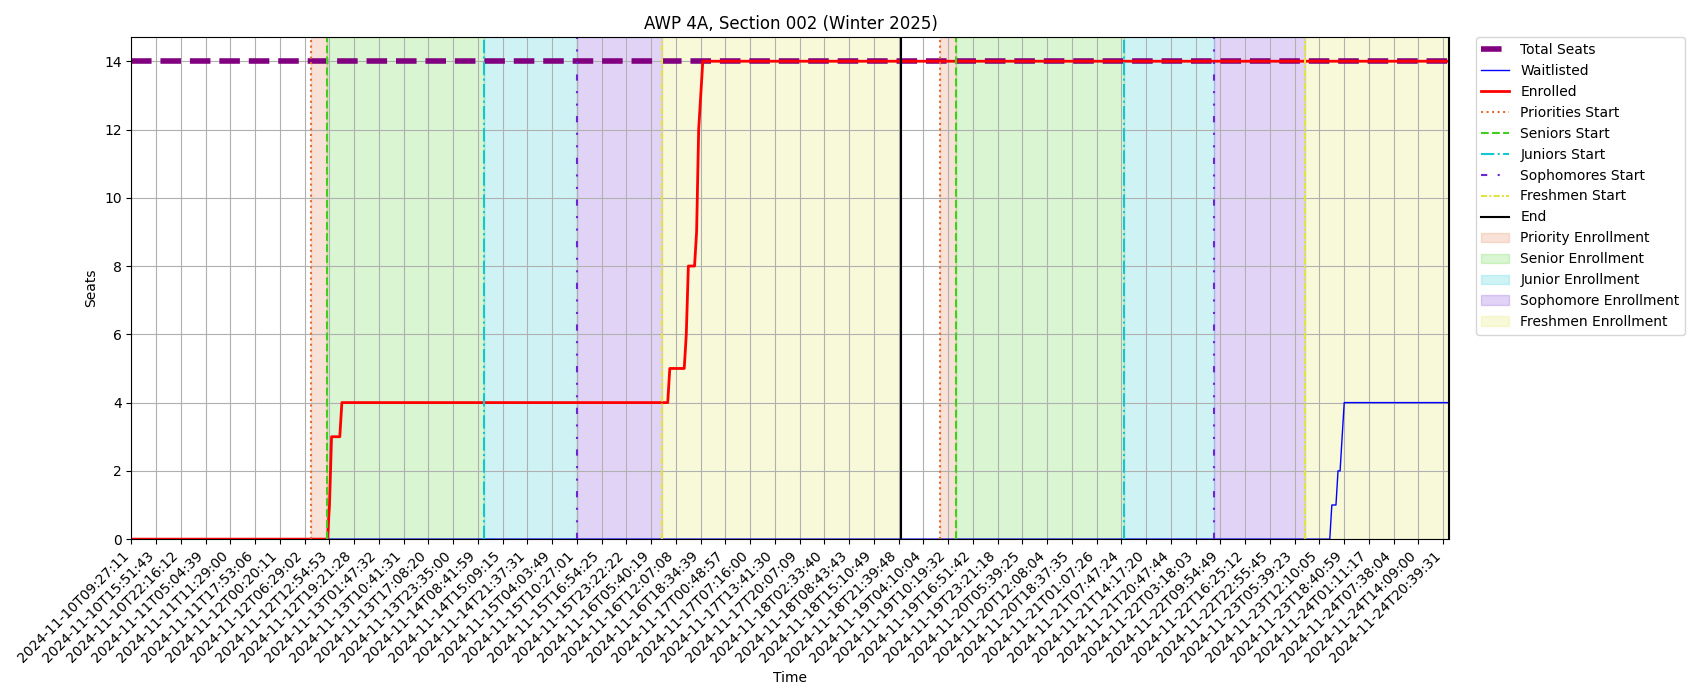 AWP 4A, Section 002 (Winter 2025)
Seats
14
12
10
8
6
4
2
0
2024-11-10T09:27:11
2024-11-10T15:51:43
2024-11-10T22:16:12
2024-11-11T05:04:39
2024-11-11T11:29:00
2024-11-11T17:53:06
2024-11-12T00:20:11
2024-11-12T06:29:02
2024-11-12T12:54:53
2024-11-12T19:21:28
2024-11-13T01:47:32
2024-11-13T10:41:31
2024-11-13T17:08:20
2024-11-13T23:35:00
2024-11-14T08:41:59
2024-11-14T15:09:15
2024-11-14T21:37:31
2024-11-15T04:03:49
2024-11-15T10:27:01
2024-11-15T16:54:25
2024-11-15T23:22:22
2024-11-16T05:40:19
2024-11-16T12:07:08
2024-11-16T18:34:39
2024-11-17T00:48:57
2024-11-17T07:16:00
2024-11-17T13:41:30
2024-11-17T20:07:09
2024-11-18T02:33:40
2024-11-18T08:43:43
2024-11-18T15:10:49
2024-11-18T21:39:48
2024-11-19T04:10:04
2024-11-19T10:19:32
2024-11-19T16:51:42
2024-11-19T23:21:18
2024-11-20T05:39:25
2024-11-20T12:08:04
2024-11-20T18:37:35
2024-11-21T01:07:26
2024-11-21T07:47:24
2024-11-21T14:17:20
2024-11-21T20:47:44
2024-11-22T03:18:03
2024-11-22T09:54:49
2024-11-22T16:25:12
2024-11-22T22:55:45
2024-11-23T05:39:23
2024-11-23T12:10:05
2024-11-23T18:40:59
2024-11-24T01:11:17
2024-11-24T07:38:04
2024-11-24T14:09:00
2024-11-24T20:39:31
Time
Total Seats
Waitlisted
Enrolled
Priorities Start
Seniors Start
Juniors Start
Sophomores Start
Freshmen Start
End
Priority Enrollment
Senior Enrollment
Junior Enrollment
Sophomore Enrollment
Freshmen Enrollment